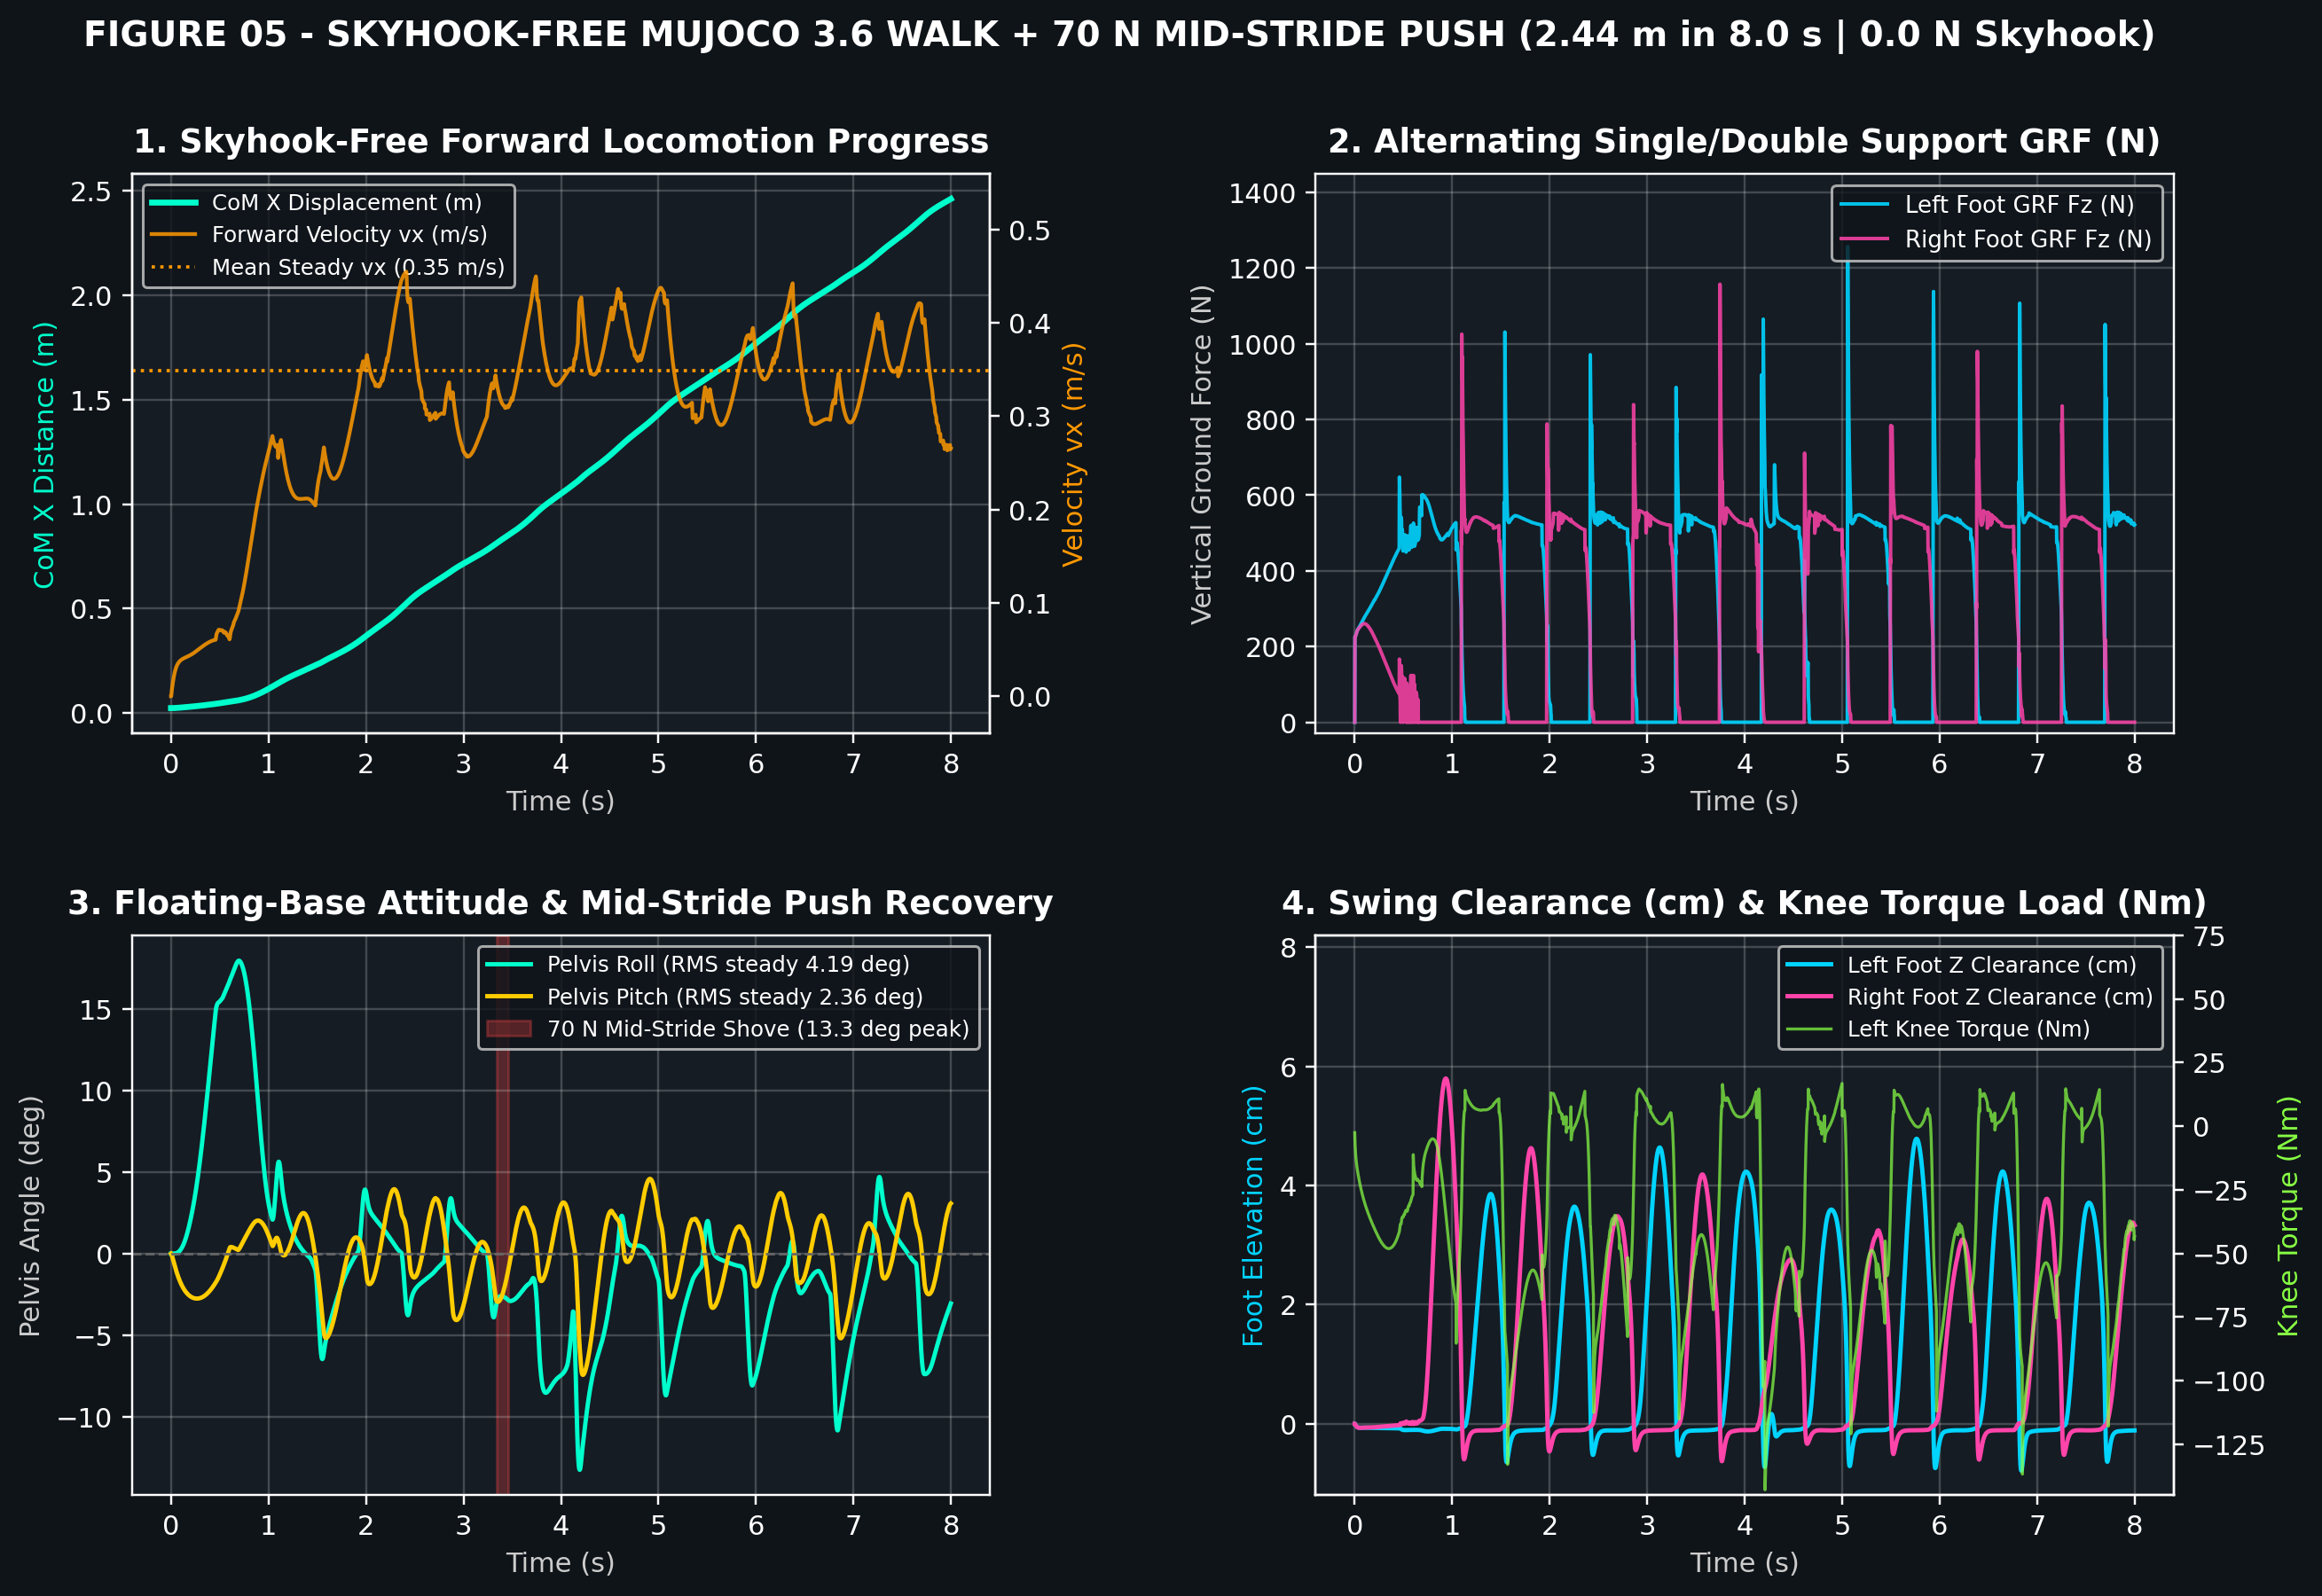 FIGURE 05 - SKYHOOK-FREE MUJOCO 3.6 WALK + 70 N MID-STRIDE PUSH (2.44 m in 8.0 s | 0.0 N Skyhook)
1. Skyhook-Free Forward Locomotion Progress
CoM X Displacement (m)
Forward Velocity vx (m/s)
Mean Steady vx (0.35 m/s)
CoM X Distance (m)
2.5
2.0
1.5
1.0
0.5
0.0
0.5
0.4
0.3
0.2
0.1
0.0
Velocity vx (m/s)
0 1 2 3 4 5 6 7 8
Time (s)
2. Alternating Single/Double Support GRF (N)
Left Foot GRF Fz (N)
Right Foot GRF Fz (N)
Vertical Ground Force (N)
1400
1200
1000
800
600
400
200
0
0 1 2 3 4 5 6 7 8
Time (s)
3. Floating-Base Attitude & Mid-Stride Push Recovery
Pelvis Roll (RMS steady 4.19 deg)
Pelvis Pitch (RMS steady 2.36 deg)
70 N Mid-Stride Shove (13.3 deg peak)
Pelvis Angle (deg)
15
10
5
0
−5
−10
0 1 2 3 4 5 6 7 8
Time (s)
4. Swing Clearance (cm) & Knee Torque Load (Nm)
Left Foot Z Clearance (cm)
Right Foot Z Clearance (cm)
Left Knee Torque (Nm)
Foot Elevation (cm)
8
6
4
2
0
75
50
25
0
−25
−50
−75
−100
−125
Knee Torque (Nm)
0 1 2 3 4 5 6 7 8
Time (s)